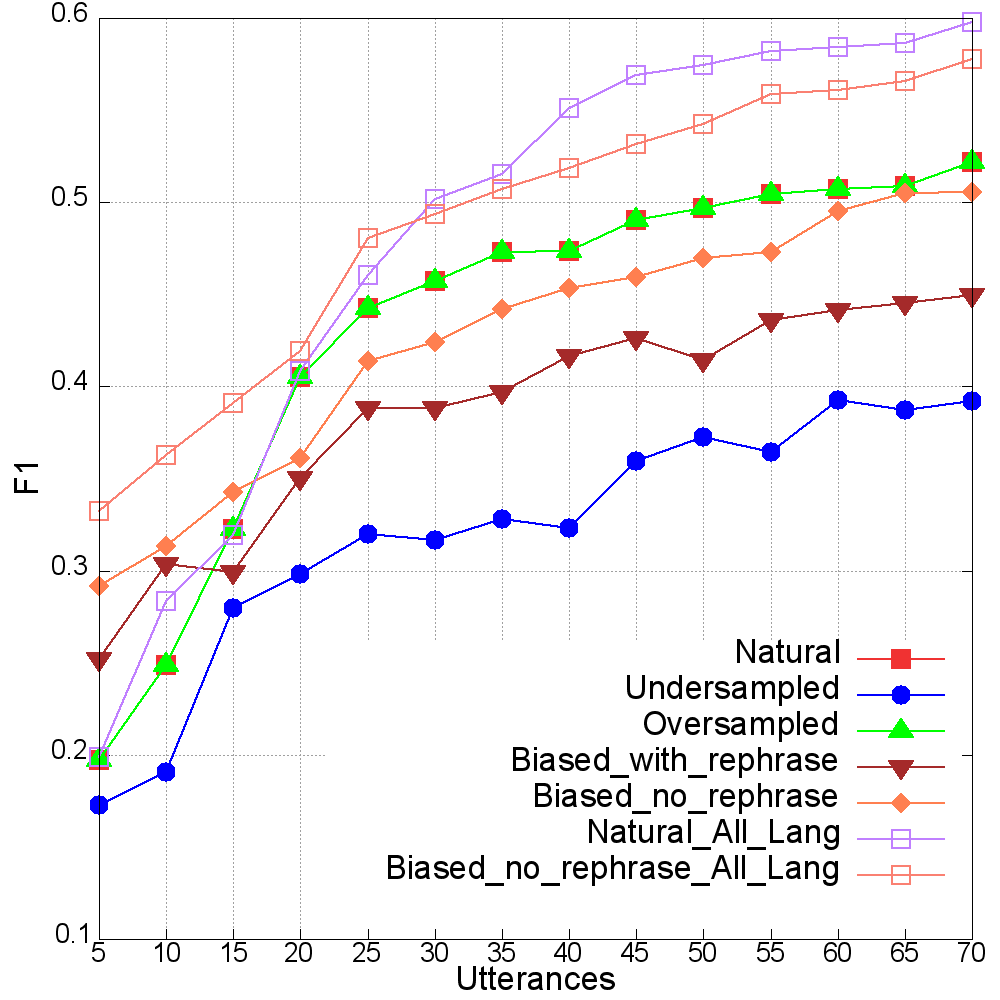 0.6
0.5
0.4
0.3
0.2
0.1
F1
Natural
Undersampled
Oversampled
Biased_with_rephrase
Biased_no_rephrase
Natural_All_Lang
Biased_no_rephrase_All_Lang
5 10 15 20 25 30 35 40 45 50 55 60 65 70
Utterances